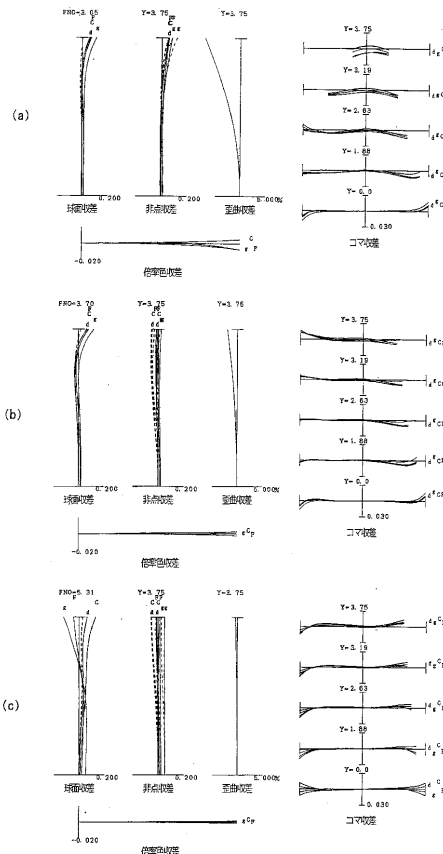 (a)
FNO=3.05
Y=3.75
Y=3.75
F
C
d g
0.200
0.200
5.000%
球面収差
非点収差
歪曲収差
-0.020
C
g F
倍率色収差
Y=3.75
Y=3.19
Y=2.63
Y=1.88
Y=0.0
0.030
コマ収差
(b)
FNO=3.70
Y=3.75
Y=3.75
F
C
d g
0.200
0.200
5.000%
球面収差
非点収差
歪曲収差
-0.020
g C F
倍率色収差
Y=3.75
Y=3.19
Y=2.63
Y=1.88
Y=0.0
0.030
コマ収差
(c)
FNO=5.31
Y=3.75
Y=3.75
F
g d C
0.200
0.200
5.000%
球面収差
非点収差
歪曲収差
-0.020
g C F
倍率色収差
Y=3.75
Y=3.19
Y=2.63
Y=1.88
Y=0.0
0.030
コマ収差